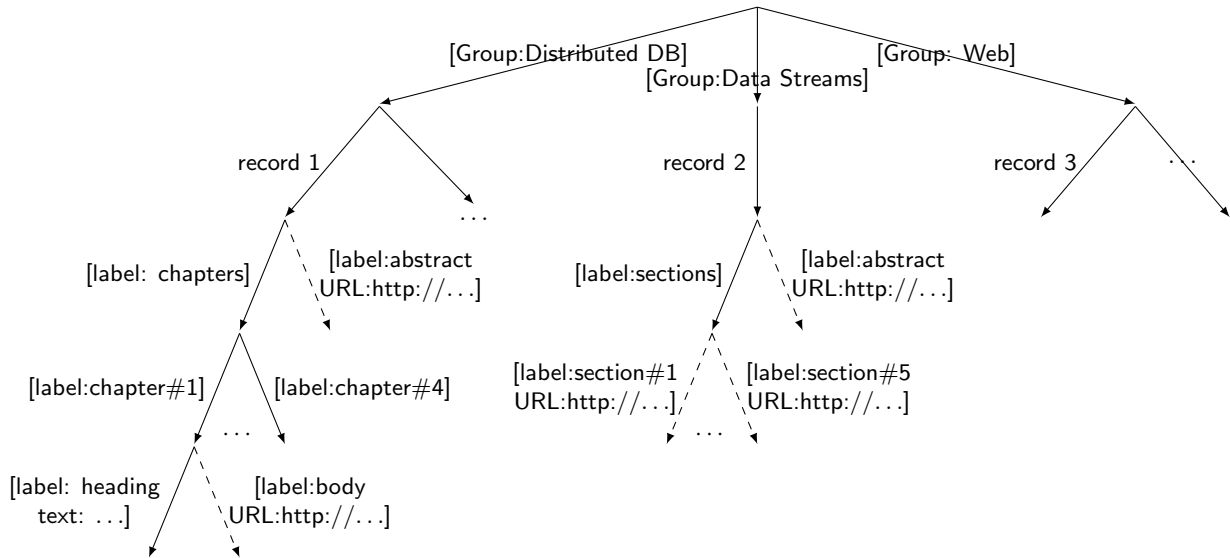 [Group:Distributed DB]
[Group: Web]
[Group:Data Streams]
record 1
record 2
record 3
. . .
. . .
[label: chapters]
[label:abstract
URL:http://. . .]
[label:sections]
[label:abstract
URL:http://. . .]
[label:chapter#1]
[label:chapter#4]
[label:section#1
URL:http://. . .]
[label:section#5
URL:http://. . .]
. . .
. . .
[label: heading
text: . . .]
[label:body
URL:http://. . .]